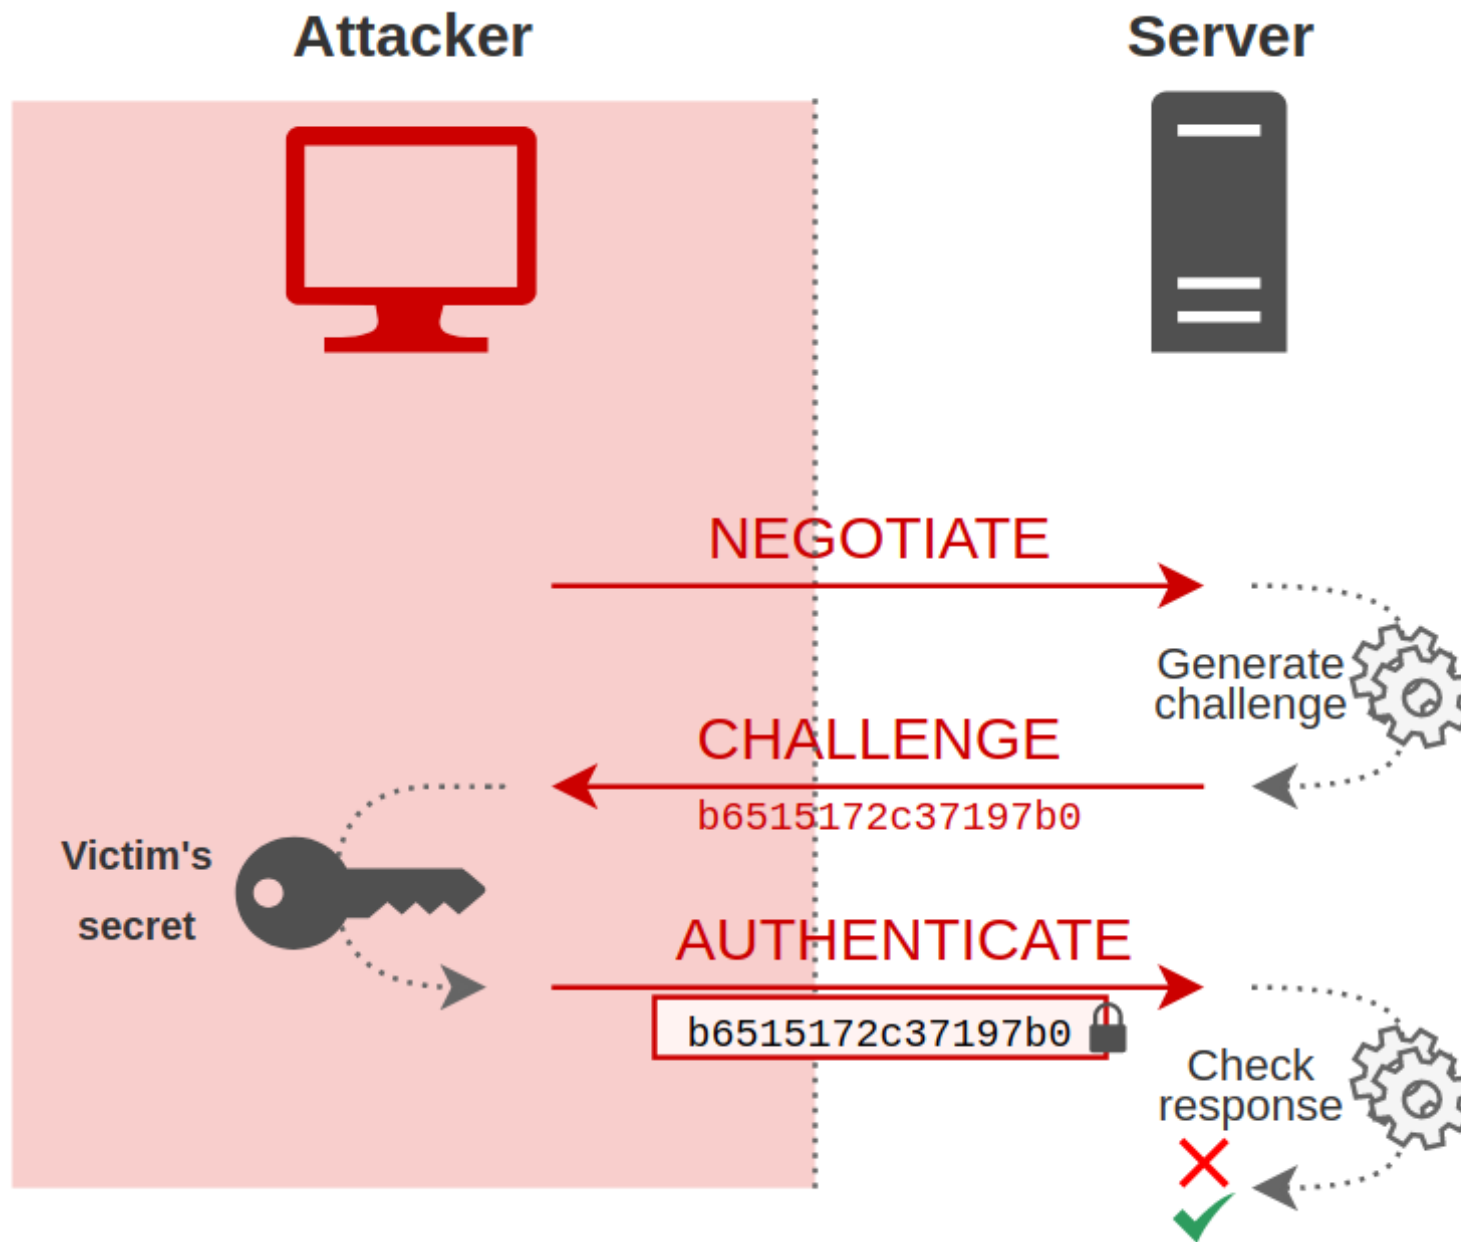 Attacker
Server
NEGOTIATE
Generate
challenge
CHALLENGE
b6515172c37197b0
Victim's
secret
AUTHENTICATE
b6515172c37197b0
Check
response